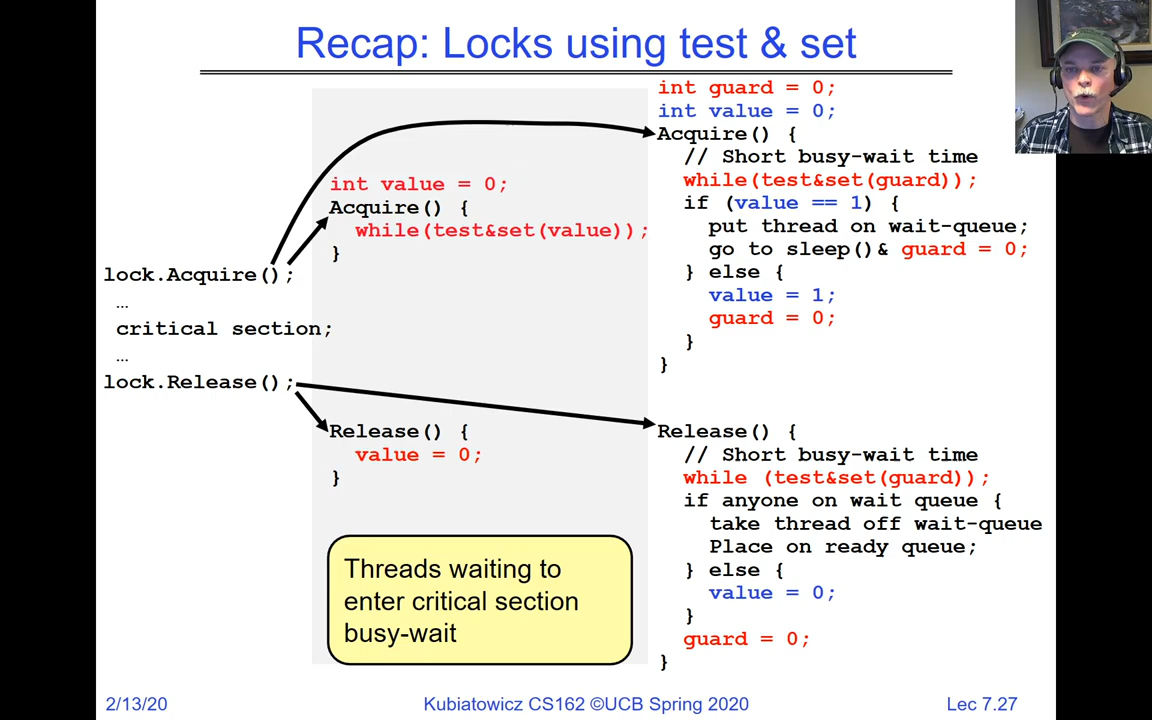 Recap: Locks using test & set
lock.Acquire();
…
critical section;
…
lock.Release();
int value = 0;
Acquire() {
while(test&set(value));
}
Release() {
value = 0;
}
Threads waiting to
enter critical section
busy-wait
int guard = 0;
int value = 0;
Acquire() {
// Short busy-wait time
while(test&set(guard));
if (value == 1) {
put thread on wait-queue;
go to sleep()& guard = 0;
} else {
value = 1;
guard = 0;
}
}
Release() {
// Short busy-wait time
while (test&set(guard));
if anyone on wait queue {
take thread off wait-queue
Place on ready queue;
} else {
value = 0;
}
guard = 0;
}
2/13/20
Kubiatowicz CS162 ©UCB Spring 2020
Lec 7.27